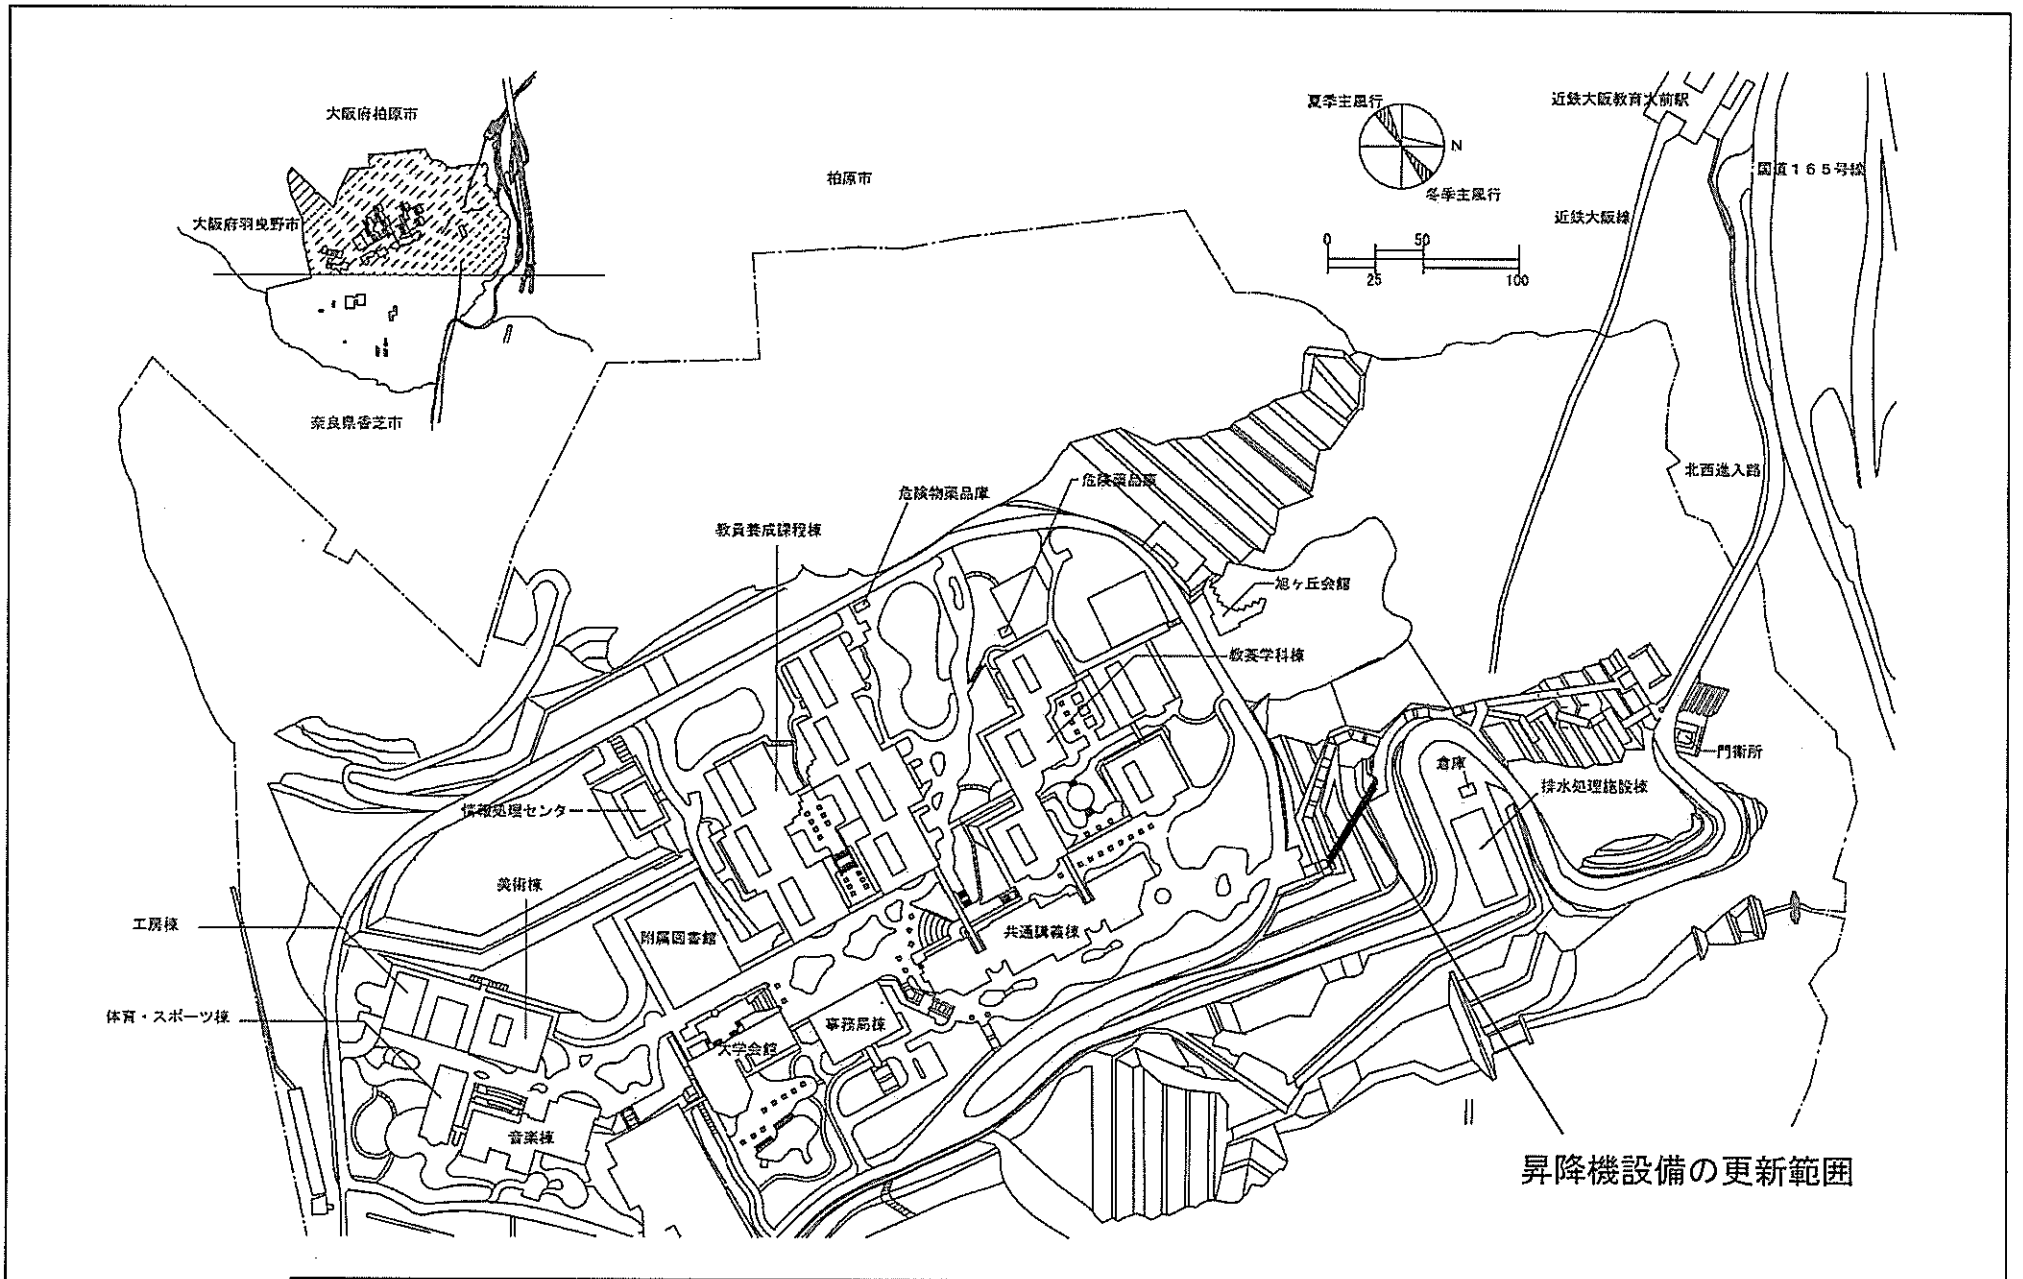 大阪府柏原市
大阪府羽曳野市
奈良県香芝市
柏原市
夏季主風行
N
冬季主風行
0
50
25
100
近鉄大阪教育大前駅
国道165号線
近鉄大阪線
北西進入路
危険物薬品庫
危険薬品庫
教員養成課程棟
旭ヶ丘会館
教養学科棟
門衛所
倉庫
排水処理施設棟
情報処理センター
美術棟
工房棟
附属図書館
共通講義棟
体育・スポーツ棟
事務局棟
大学会館
音楽棟
昇降機設備の更新範囲